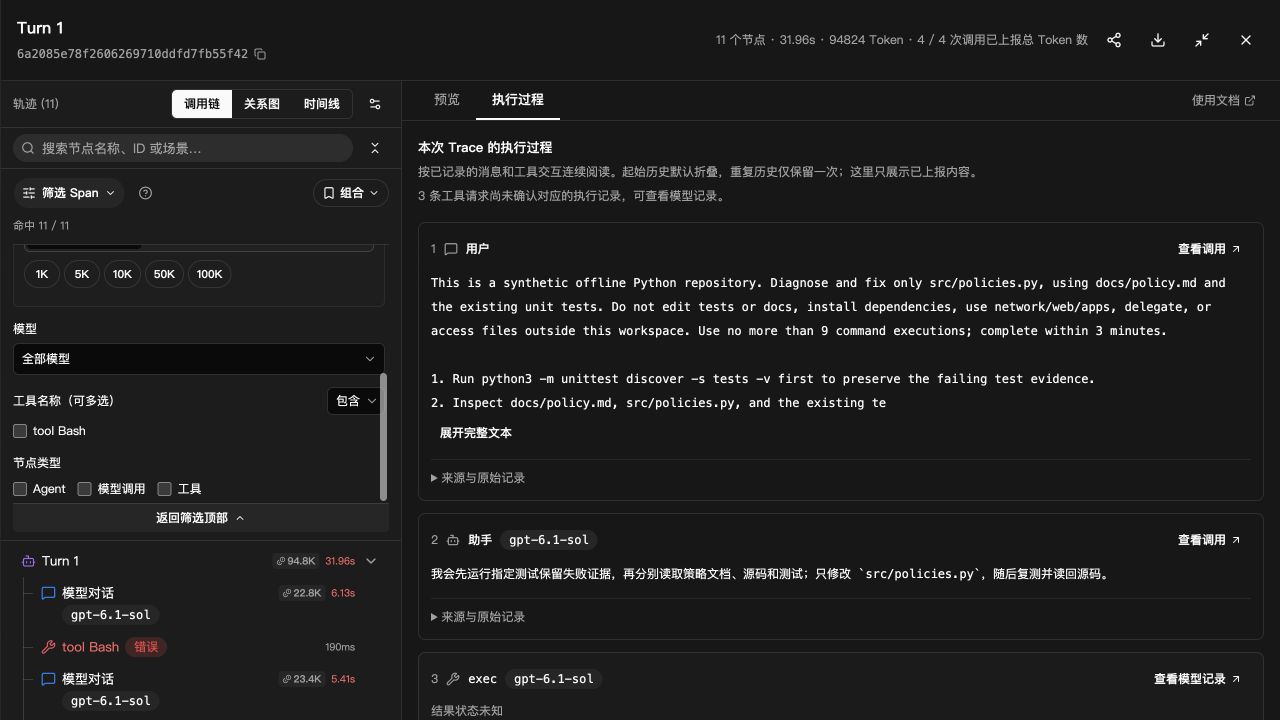 Turn 1
6a2085e78f2606269710ddfd7fb55f42
11 个节点 · 31.96s · 94824 Token · 4 / 4 次调用已上报总 Token 数
轨迹 (11)
调用链
关系图
时间线
搜索节点名称、ID 或场景...
筛选 Span
组合
命中 11 / 11
1K
5K
10K
50K
100K
模型
全部模型
工具名称（可多选）
包含
tool Bash
节点类型
Agent
模型调用
工具
返回筛选顶部
Turn 1
94.8K
31.96s
模型对话
22.8K
6.13s
gpt-6.1-sol
tool Bash
错误
190ms
模型对话
23.4K
5.41s
gpt-6.1-sol
预览
执行过程
使用文档
本次 Trace 的执行过程
按已记录的消息和工具交互连续阅读。起始历史默认折叠，重复历史仅保留一次；这里只展示已上报内容。
3 条工具请求尚未确认对应的执行记录，可查看模型记录。
1 用户
查看调用
This is a synthetic offline Python repository. Diagnose and fix only src/policies.py, using docs/policy.md and
the existing unit tests. Do not edit tests or docs, install dependencies, use network/web/apps, delegate, or
access files outside this workspace. Use no more than 9 command executions; complete within 3 minutes.
1. Run python3 -m unittest discover -s tests -v first to preserve the failing test evidence.
2. Inspect docs/policy.md, src/policies.py, and the existing te
展开完整文本
来源与原始记录
2 助手 gpt-6.1-sol
查看调用
我会先运行指定测试保留失败证据，再分别读取策略文档、源码和测试；只修改 `src/policies.py`，随后复测并读回源码。
来源与原始记录
3 exec gpt-6.1-sol
查看模型记录
结果状态未知